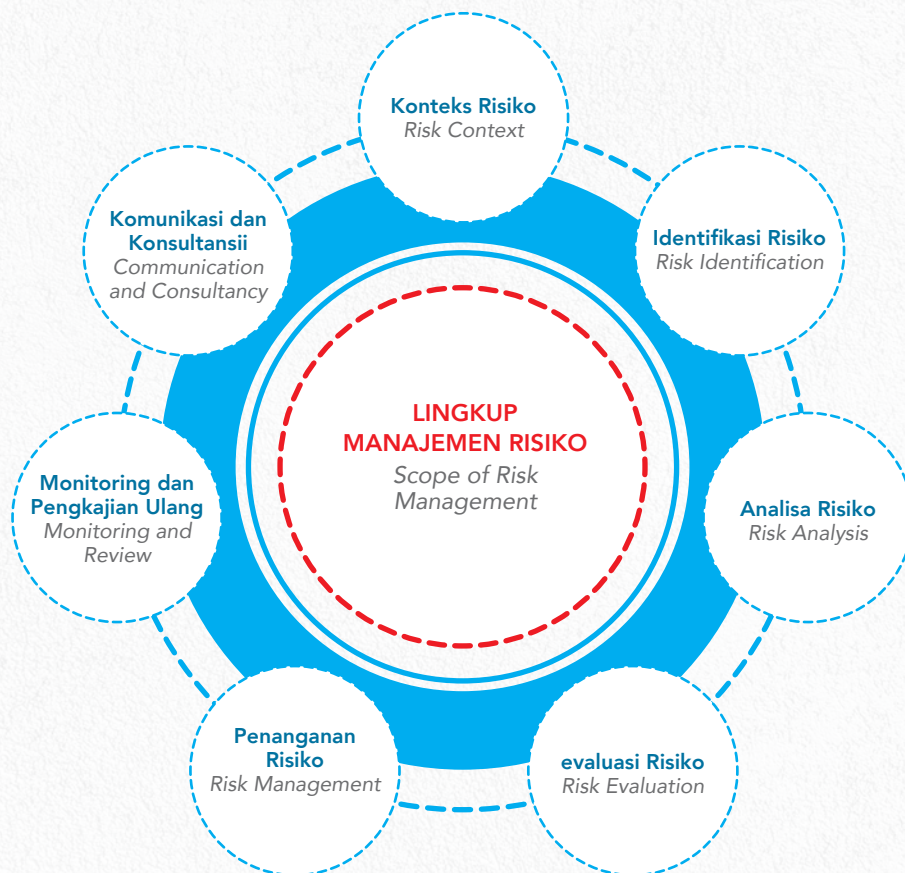 Konteks Risiko
Risk Context
Identifikasi Risiko
Risk Identification
Analisa Risiko
Risk Analysis
evaluasi Risiko
Risk Evaluation
Penanganan
Risiko
Risk Management
Monitoring dan
Pengkajian Ulang
Monitoring and
Review
Komunikasi dan
Konsultansii
Communication
and Consultancy
LINGKUP
MANAJEMEN RISIKO
Scope of Risk
Management